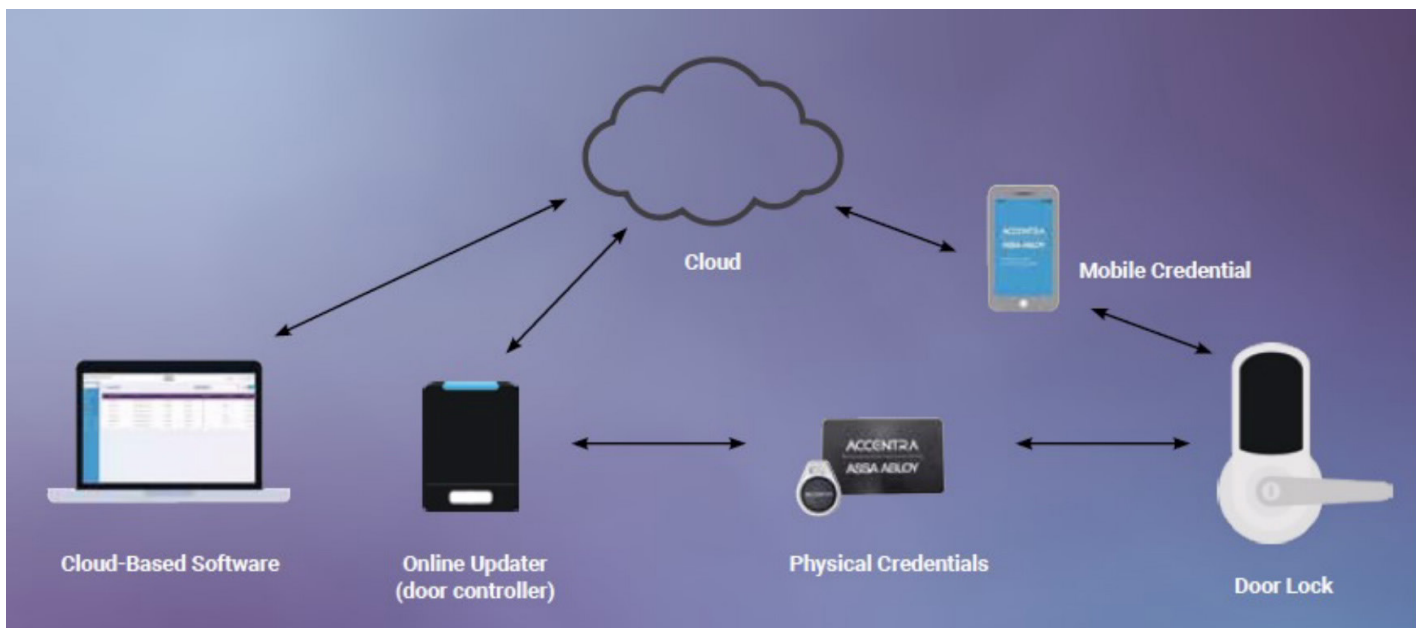 Cloud
ACCENTRA
ASSA ABLOY
Mobile Credential
ACCENTRA
ASSA ABLOY
ACCENTRA
Cloud-Based Software
Online Updater
(door controller)
Physical Credentials
Door Lock